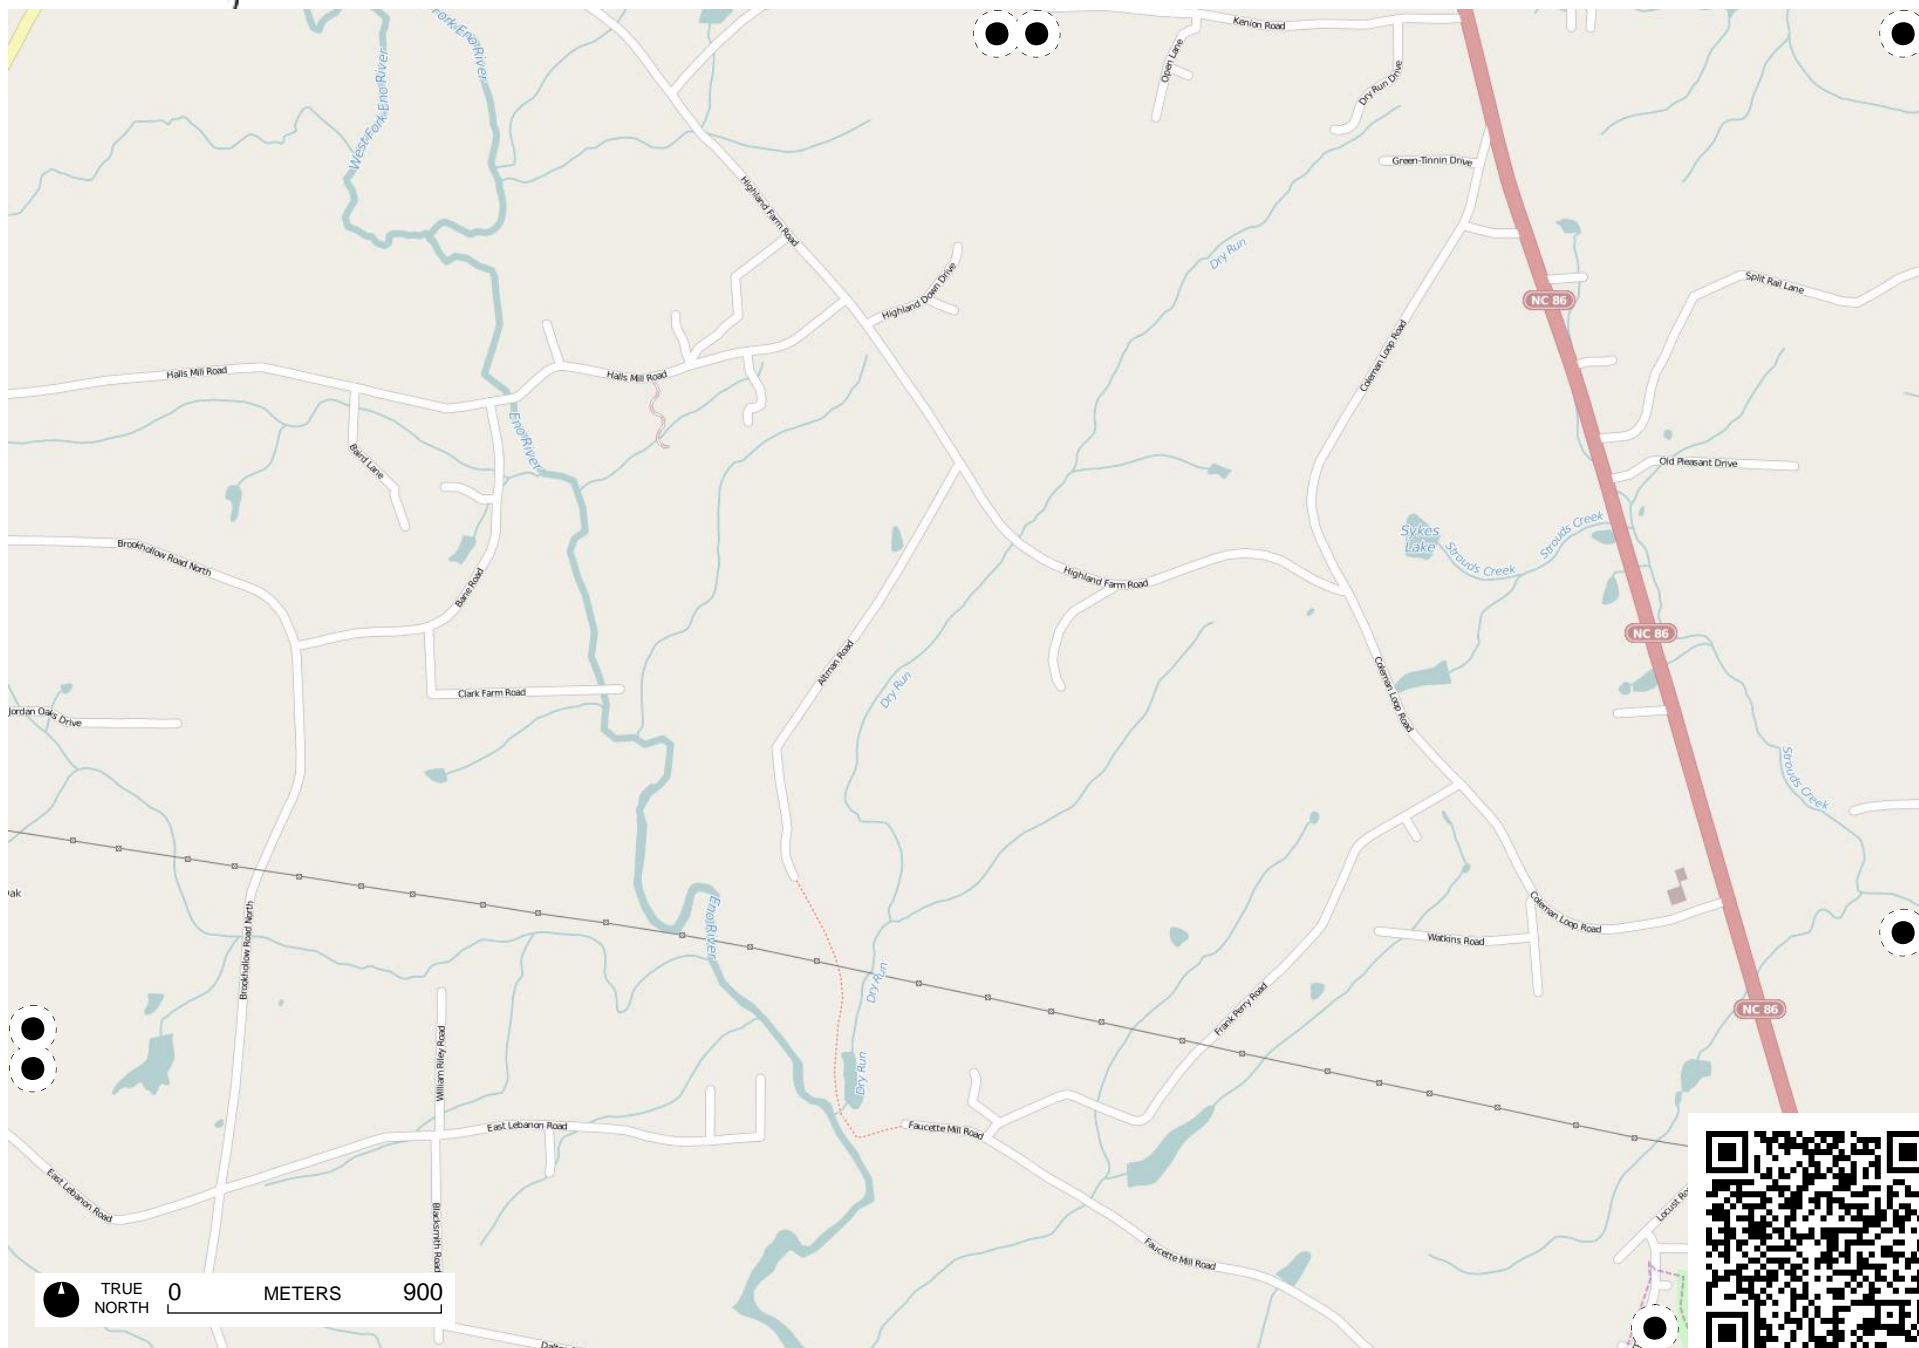 Fork Eno River
Kenion Road
Open Lane
West Fork Eno River
Dry Run Drive
Green-Tinnin Drive
Highland Farm Road
Dry Run
Highland Down Drive
Split Rail Lane
NC 86
Coleman Loop Road
Halls Mill Road
Halls Mill Road
Eno River
Baird Lane
Old Pleasant Drive
Sykes
Lake
Strouds Creek
Strouds Creek
Brookhollow Road North
Bane Road
Highland Farm Road
NC 86
Altman Road
Coleman Loop Road
Clark Farm Road
Dry Run
Jordan Oaks Drive
Strouds Creek
Eno River
Brookhollow Road North
Coleman Loop Road
Watkins Road
Dry Run
Frank Perry Road
NC 86
William Riley Road
Dry Run
East Lebanon Road
Faucette Mill Road
East Lebanon Road
Blacksmith Road
Locust
Faucette Mill Road
TRUE
NORTH
0 METERS 900